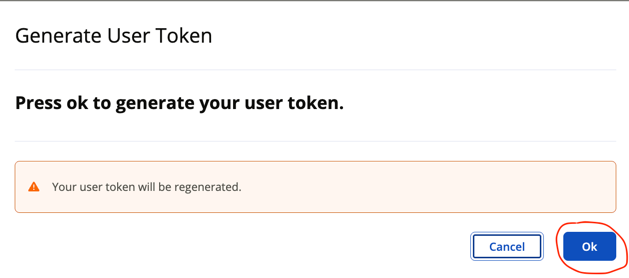 Generate User Token
Press ok to generate your user token.
Your user token will be regenerated.
Cancel
Ok